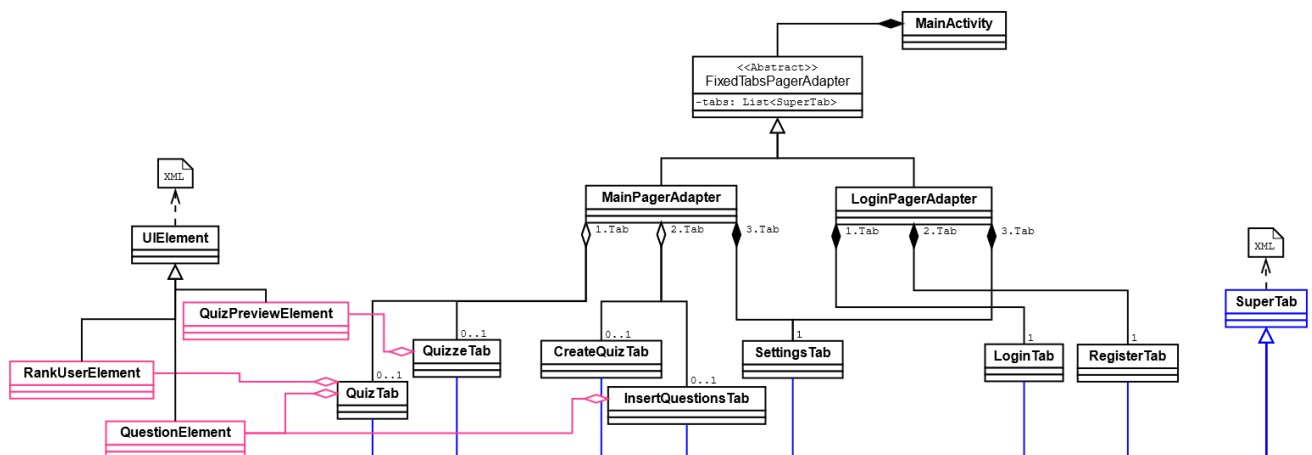 MainActivity
<<Abstract>>
FixedTabsPagerAdapter
-tabs: List<SuperTab>
XML
MainPagerAdapter
LoginPagerAdapter
1.Tab
2.Tab
3.Tab
1.Tab
2.Tab
3.Tab
UIElement
XML
SuperTab
QuizPreviewElement
0..1
QuizzeTab
0..1
CreateQuizTab
1
SettingsTab
1
LoginTab
1
RegisterTab
RankUserElement
0..1
QuizTab
0..1
InsertQuestionsTab
QuestionElement